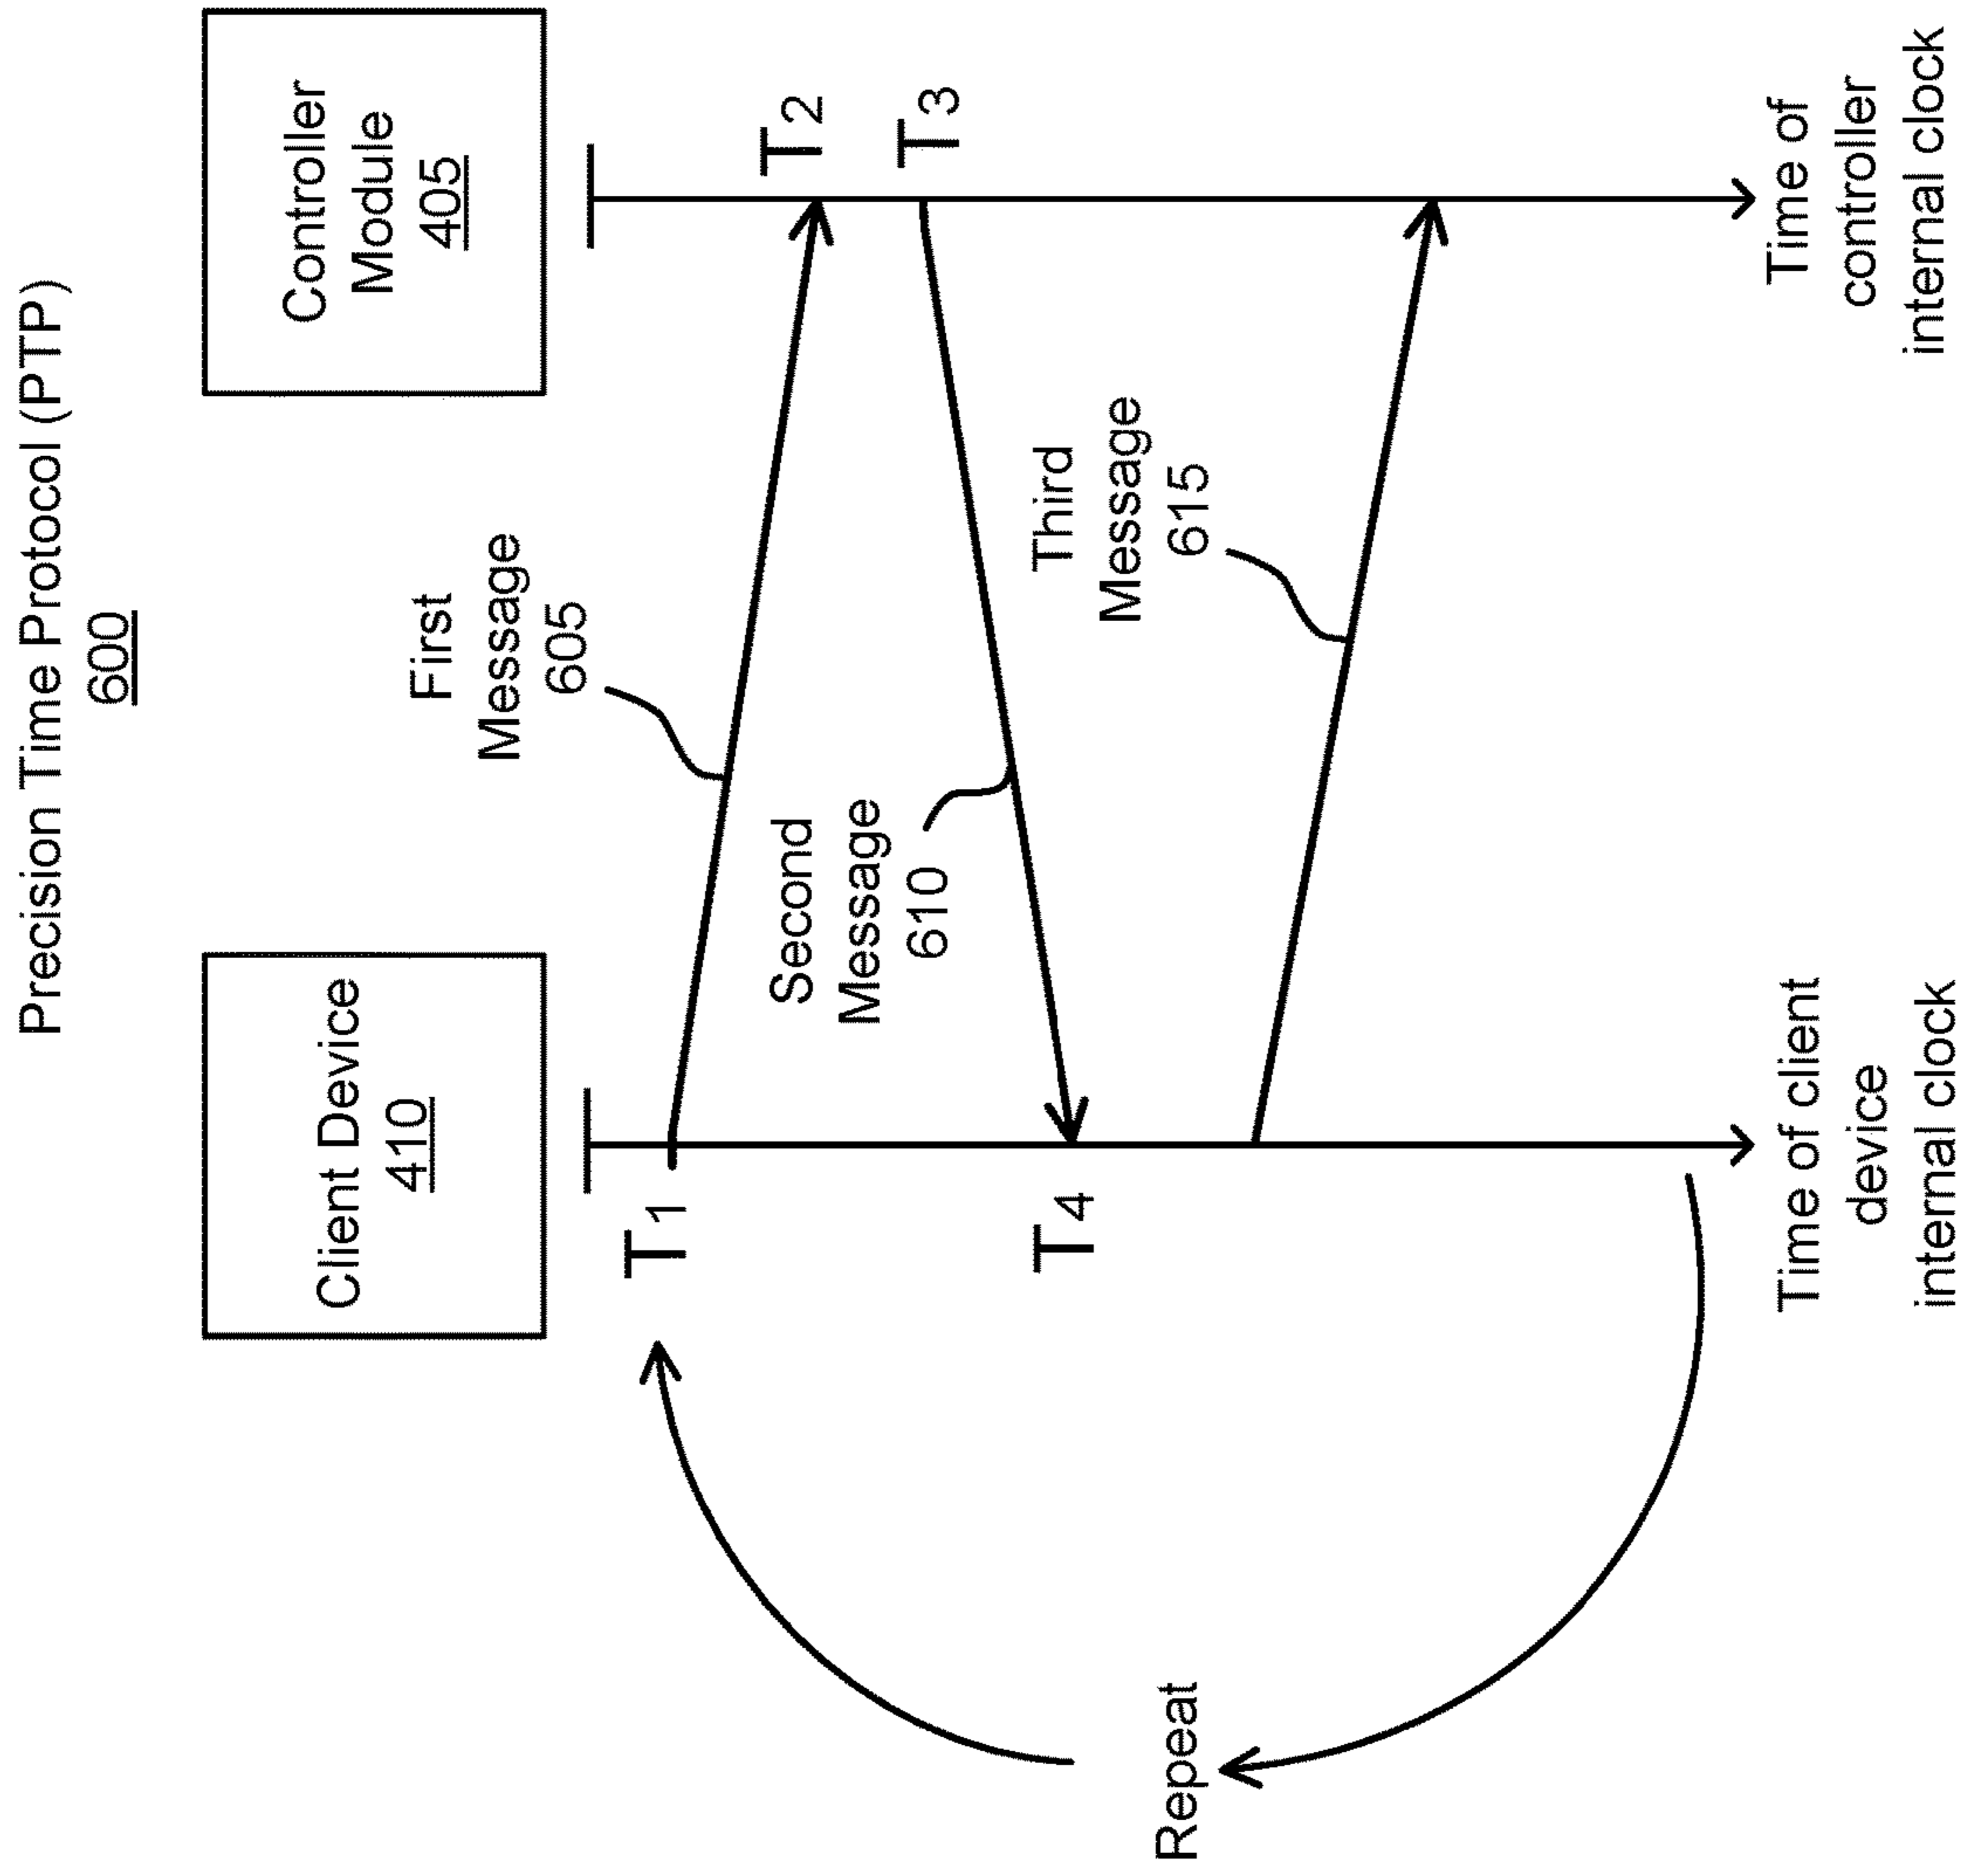 Precision Time Protocol (PTP)
600
Client Device
410
Controller
Module
405
First
Message
605
T1
T2
Second
Message
610
T3
Third
Message
615
T4
Repeat
Time of client
device
internal clock
Time of
controller
internal clock